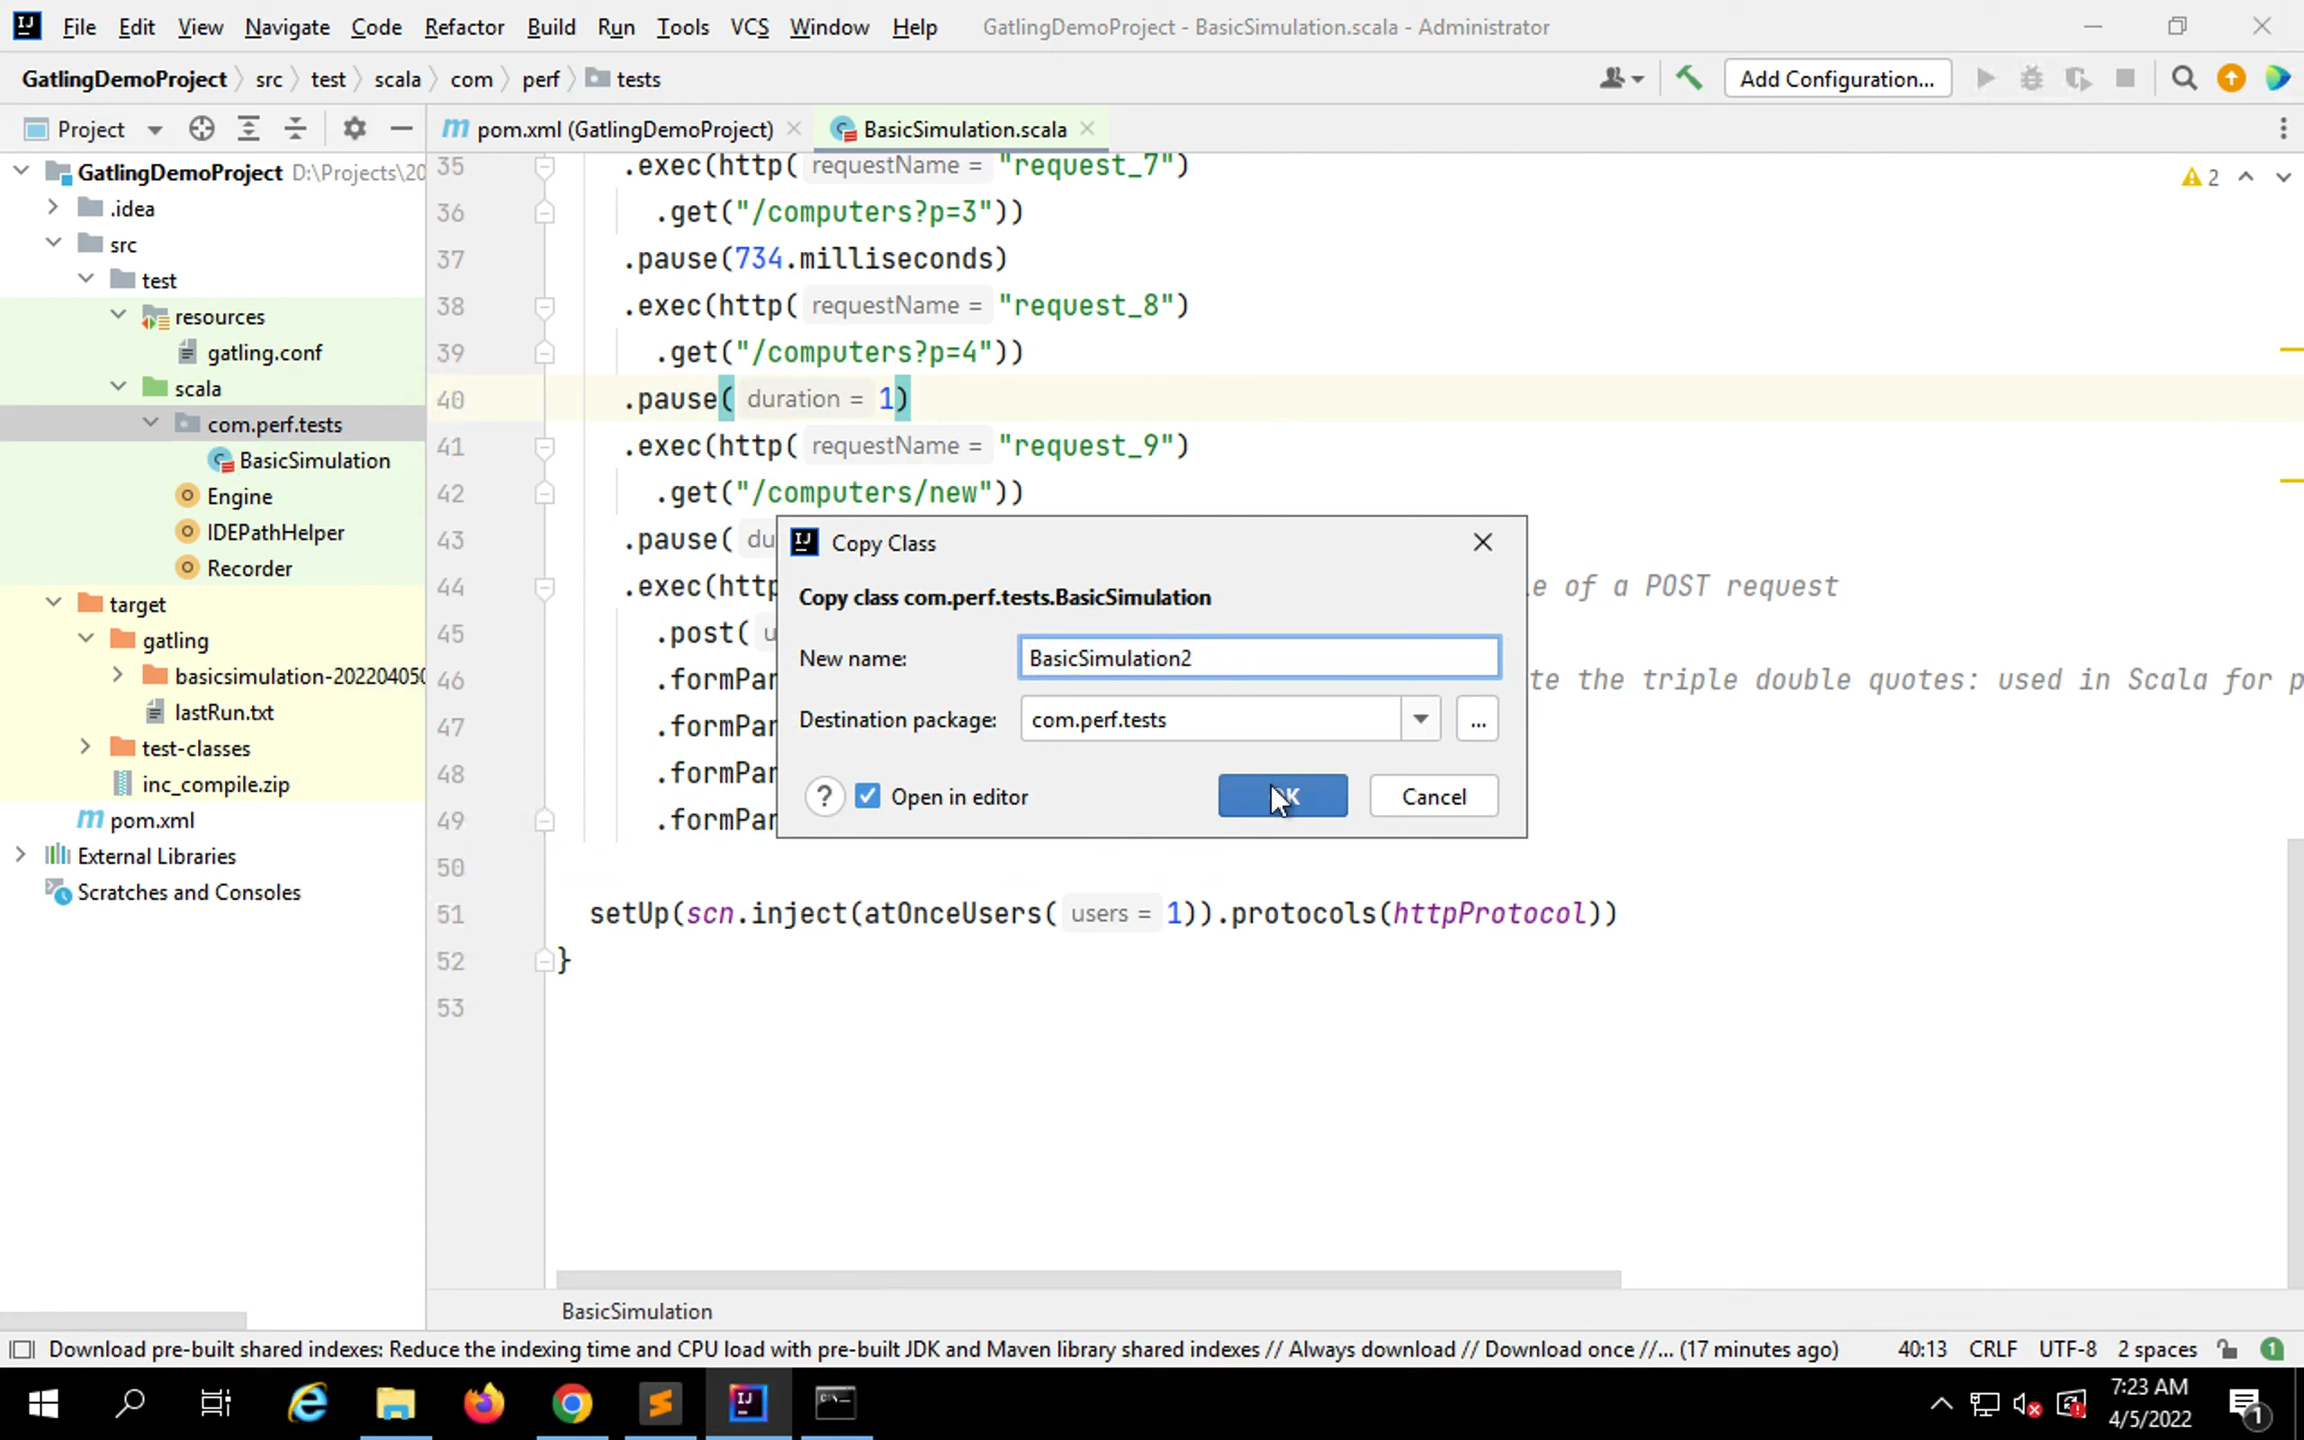 File Edit View Navigate Code Refactor Build Run Tools VCS Window Help GatlingDemoProject - BasicSimulation.scala - Administrator
GatlingDemoProject src test scala com perf tests Add Configuration...
Project
pom.xml (GatlingDemoProject) BasicSimulation.scala
GatlingDemoProject D:\Projects\20
.idea
src
test
resources
gatling.conf
scala
com.perf.tests
BasicSimulation
Engine
IDEPathHelper
Recorder
target
gatling
basicsimulation-202204050
lastRun.txt
test-classes
inc_compile.zip
pom.xml
External Libraries
Scratches and Consoles
2
35 .exec(http( requestName = "request_7")
36 .get("/computers?p=3"))
37 .pause(734.milliseconds)
38 .exec(http( requestName = "request_8")
39 .get("/computers?p=4"))
40 .pause( duration = 1)
41 .exec(http( requestName = "request_9")
42 .get("/computers/new"))
43 .pause( du
44 .exec(http e of a POST request
45 .post( u
46 .formPar te the triple double quotes: used in Scala for p
47 .formPar
48 .formPar
49 .formPar
50
51 setUp(scn.inject(atOnceUsers( users = 1)).protocols(httpProtocol))
52 }
53
Copy Class
Copy class com.perf.tests.BasicSimulation
New name: BasicSimulation2
Destination package: com.perf.tests ...
? Open in editor Cancel
BasicSimulation
Download pre-built shared indexes: Reduce the indexing time and CPU load with pre-built JDK and Maven library shared indexes // Always download // Download once //... (17 minutes ago) 40:13 CRLF UTF-8 2 spaces 1
7:23 AM
4/5/2022
1